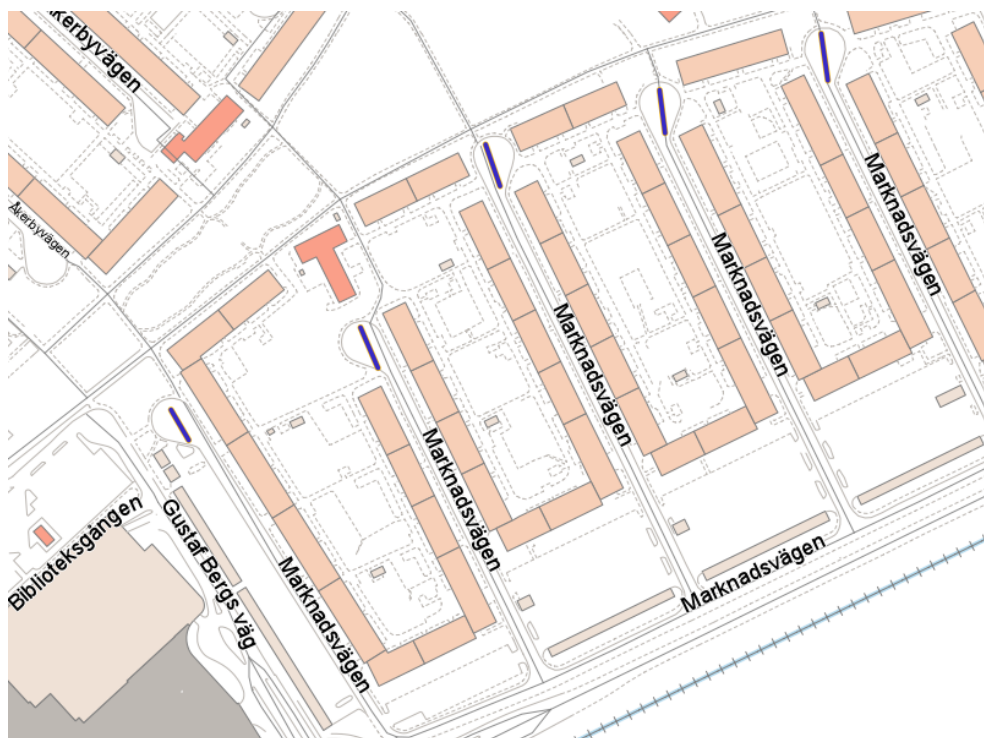 Åkerbyvägen
Åkerbyvägen
Marknadsvägen
Marknadsvägen
Marknadsvägen
Marknadsvägen
Marknadsvägen
Marknadsvägen
Biblioteksgången
Gustaf Bergs väg